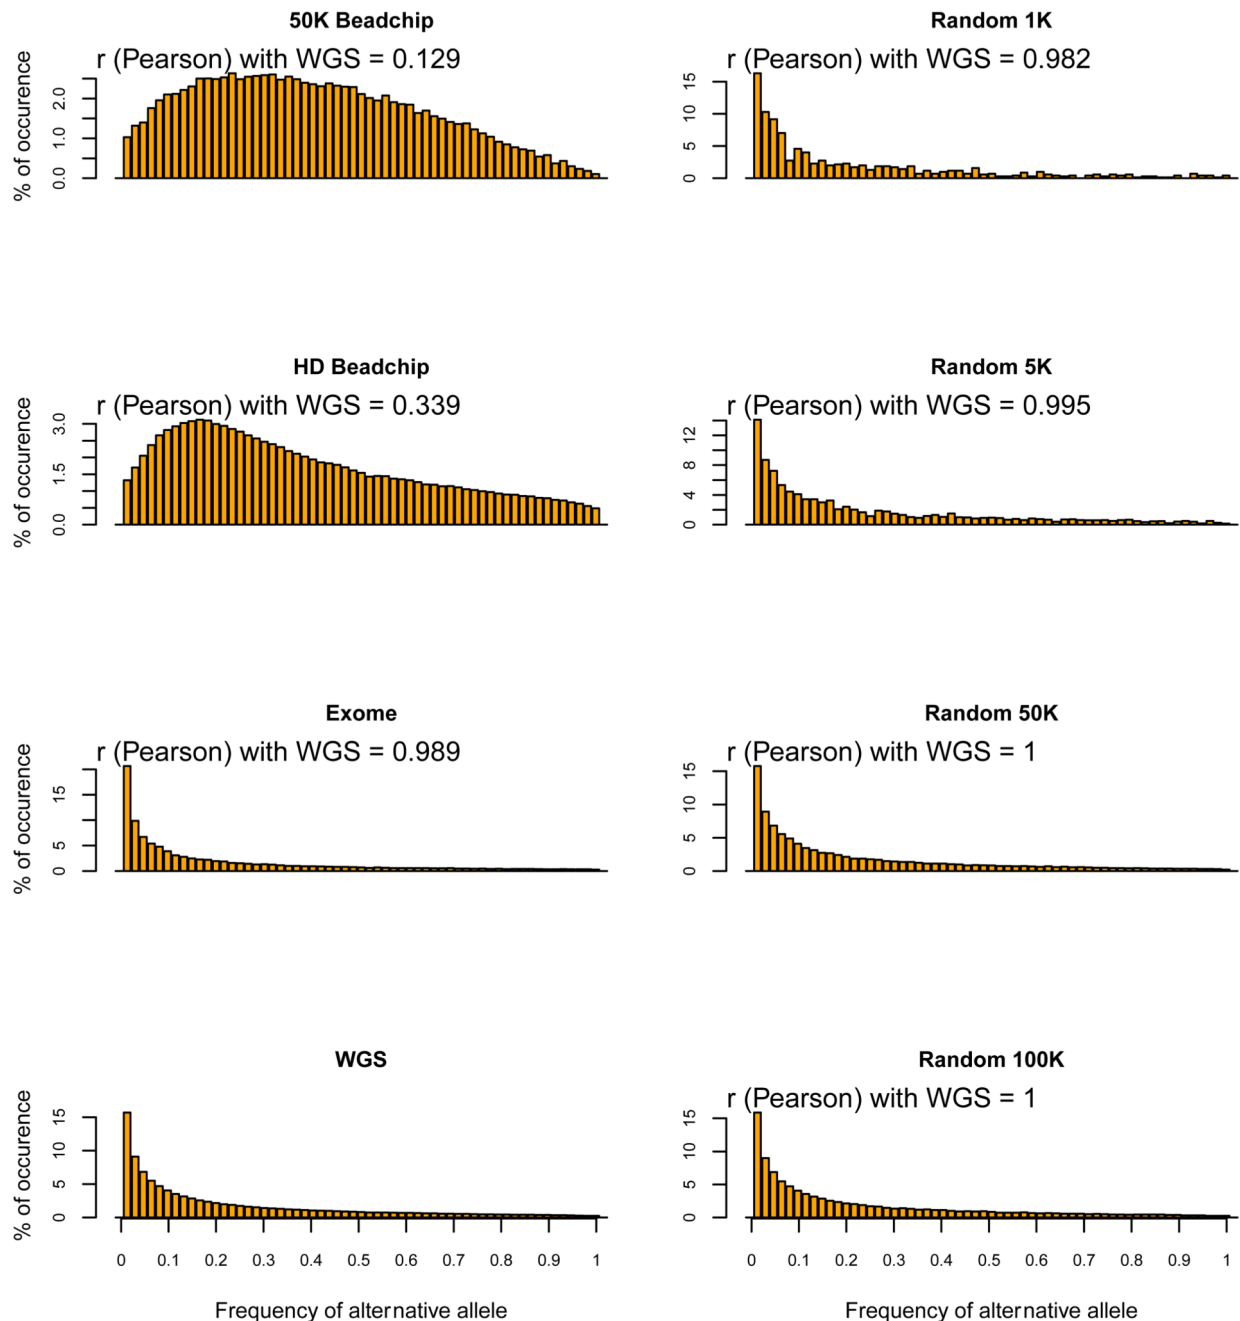 50K Beadchip
r (Pearson) with WGS = 0.129
% of occurence
0.0
1.0
2.0
Random 1K
r (Pearson) with WGS = 0.982
0
5
10
15
HD Beadchip
r (Pearson) with WGS = 0.339
% of occurence
0.0
1.5
3.0
Random 5K
r (Pearson) with WGS = 0.995
0
4
8
12
Exome
r (Pearson) with WGS = 0.989
% of occurence
0
5
15
Random 50K
r (Pearson) with WGS = 1
0
5
10
15
WGS
% of occurence
0
5
10
15
0 0.1 0.2 0.3 0.4 0.5 0.6 0.7 0.8 0.9 1
Frequency of alternative allele
Random 100K
r (Pearson) with WGS = 1
0
5
10
15
0 0.1 0.2 0.3 0.4 0.5 0.6 0.7 0.8 0.9 1
Frequency of alternative allele